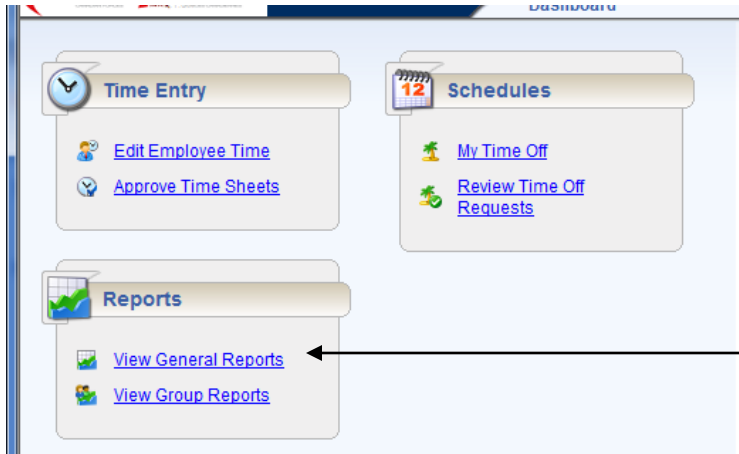 Dashboard
Time Entry
Edit Employee Time
Approve Time Sheets
12
Schedules
My Time Off
Review Time Off
Requests
Reports
View General Reports
View Group Reports